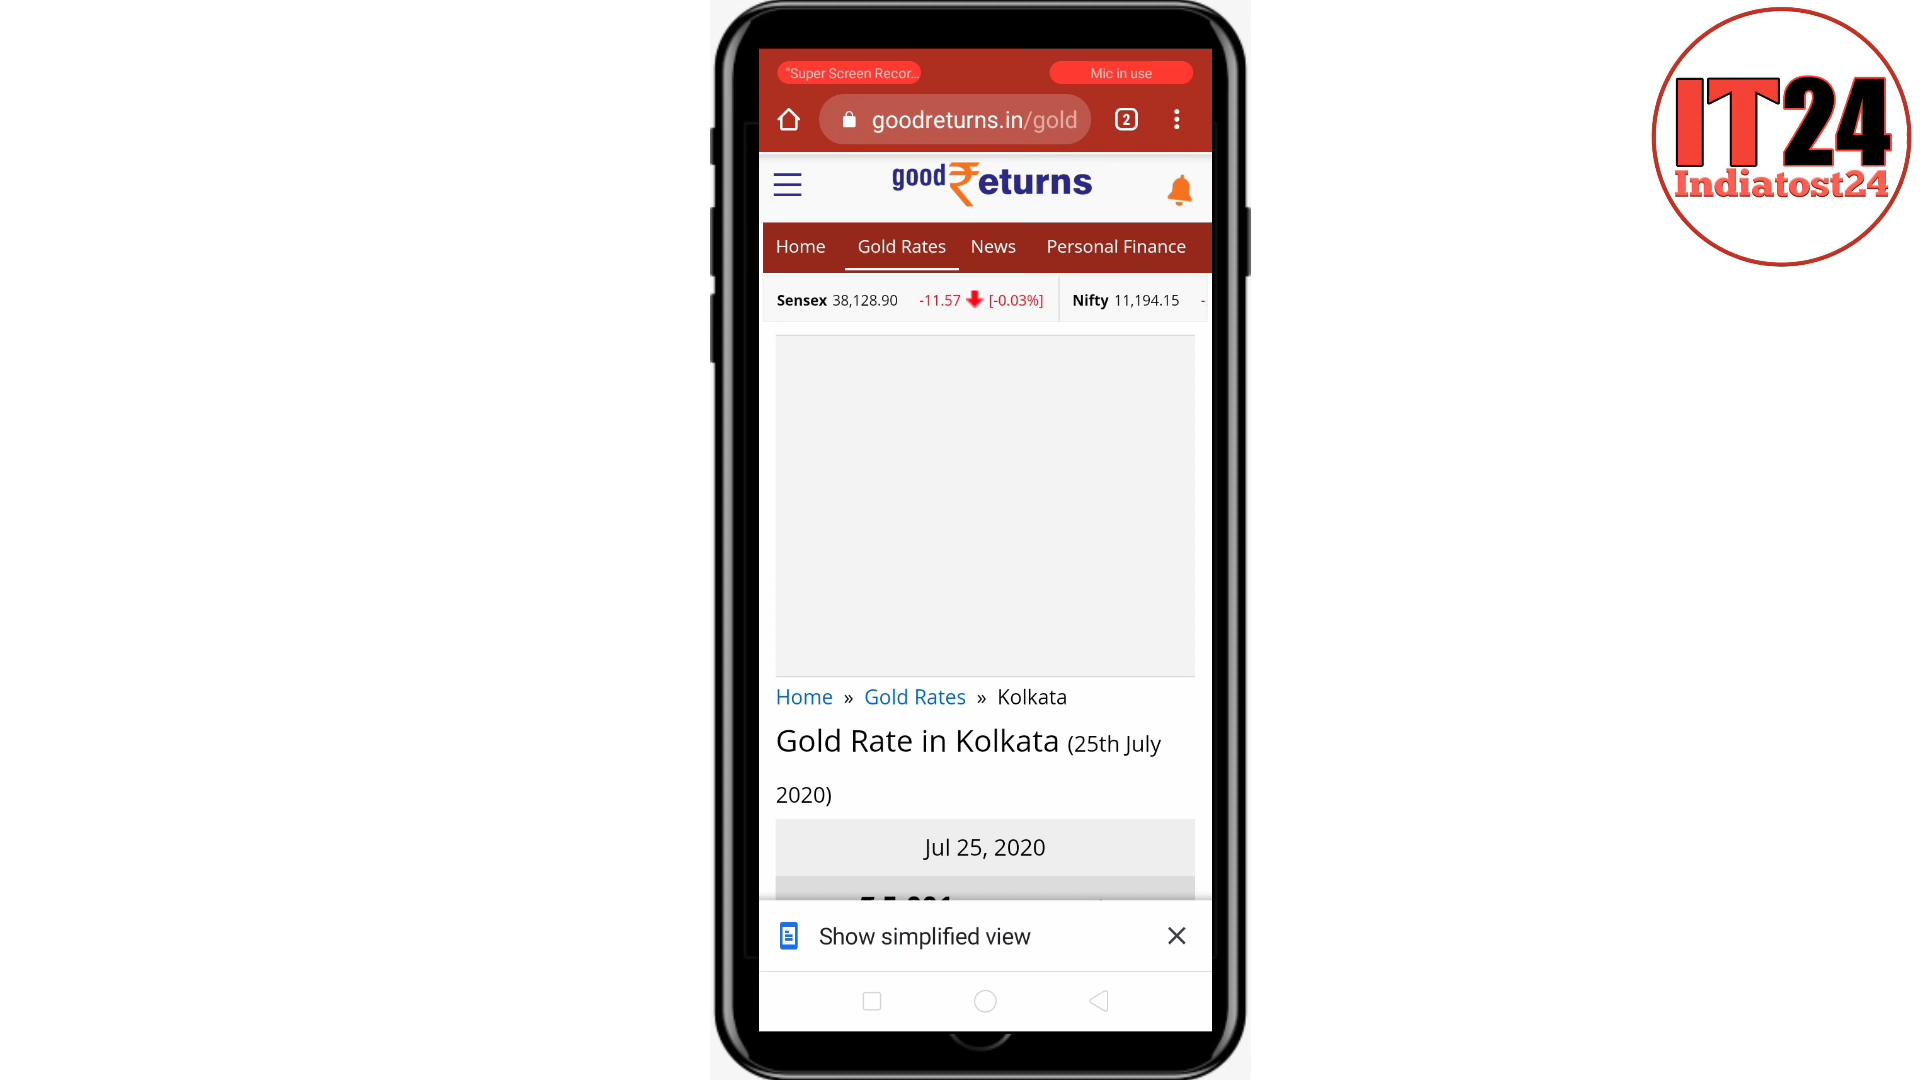 "Super Screen Recor...
Mic in use
goodreturns.in/gold
2
good₹eturns
Home Gold Rates News Personal Finance
Sensex 38,128.90 -11.57 [-0.03%] Nifty 11,194.15 -
Home » Gold Rates » Kolkata
Gold Rate in Kolkata (25th July
2020)
Jul 25, 2020
Show simplified view
IT24
Indiatost24